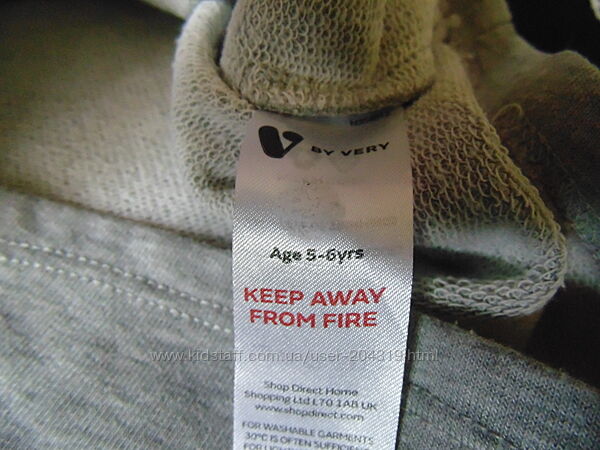 V BY VERY
Age 5-6yrs
KEEP AWAY
FROM FIRE
www.kidstaff.com.ua/user-204319.html
Shop Direct Home
Shopping Ltd L70 1AB UK
www.shopdirect.com
FOR WASHABLE GARMENTS
30°C IS OFTEN SUFFICIENT